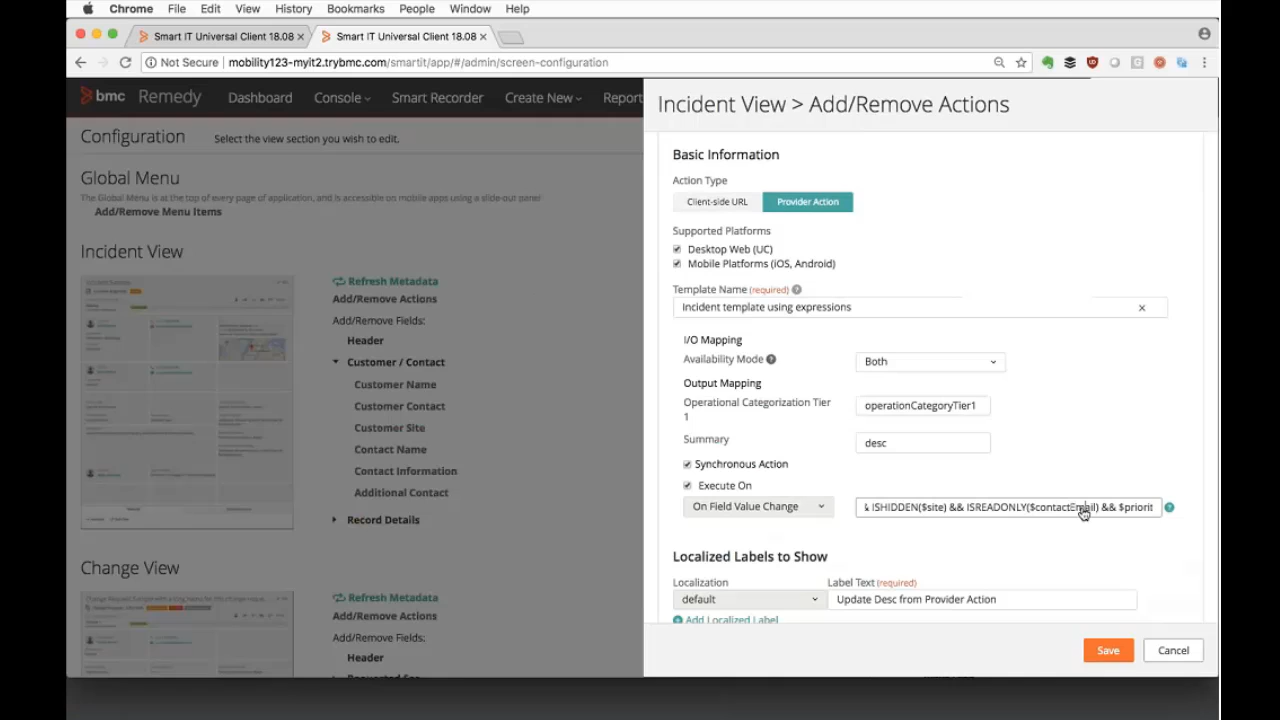 Chrome File Edit View History Bookmarks People Window Help
Smart IT Universal Client 18.08 Smart IT Universal Client 18.08
Not Secure mobility123-myit2.trybmc.com/smartit/app/#/admin/screen-configuration
bmc Remedy Dashboard Console Smart Recorder Create New Report
Configuration Select the view section you wish to edit.
Global Menu
The Global Menu is at the top of every page of application, and is accessible on mobile apps using a slide-out panel
Add/Remove Menu Items
Incident View
Refresh Metadata
Add/Remove Actions
Add/Remove Fields:
Header
Customer / Contact
Customer Name
Customer Contact
Customer Site
Contact Name
Contact Information
Additional Contact
Record Details
Change View
Refresh Metadata
Add/Remove Actions
Add/Remove Fields:
Header
Incident View > Add/Remove Actions
Basic Information
Action Type
Client-side URL Provider Action
Supported Platforms
Desktop Web (UC)
Mobile Platforms (iOS, Android)
Template Name (required)
Incident template using expressions
I/O Mapping
Availability Mode Both
Output Mapping
Operational Categorization Tier
1
operationCategoryTier1
Summary desc
Synchronous Action
Execute On
On Field Value Change & ISHIDDEN($site) && ISREADONLY($contactEmail) && $priorit
Localized Labels to Show
Localization Label Text (required)
default Update Desc from Provider Action
Add Localized Label
Save Cancel